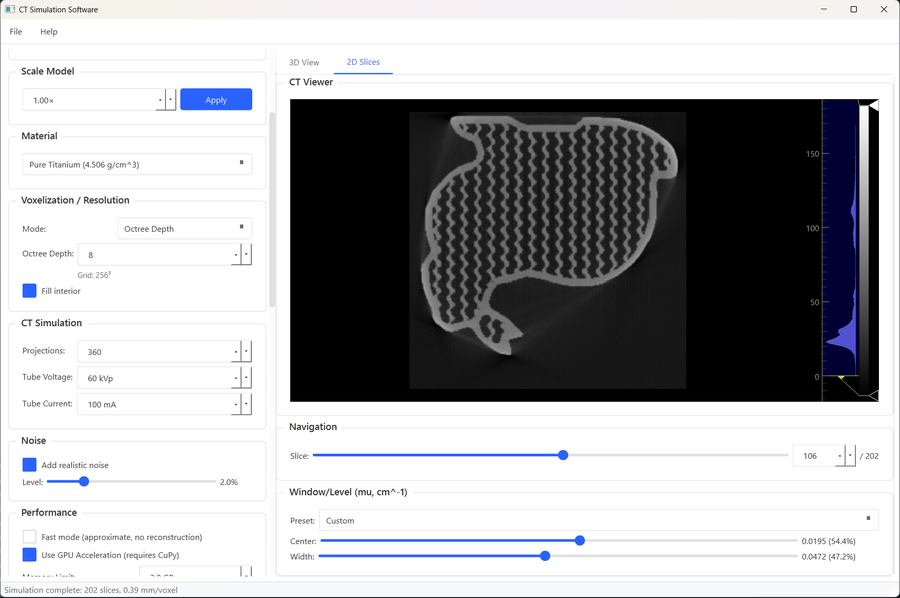 CT Simulation Software
File Help
3D View 2D Slices
Scale Model
1.00×
Apply
Material
Pure Titanium (4.506 g/cm^3)
Voxelization / Resolution
Mode: Octree Depth
Octree Depth: 8
Grid: 256³
Fill interior
CT Simulation
Projections: 360
Tube Voltage: 60 kVp
Tube Current: 100 mA
Noise
Add realistic noise
Level: 2.0%
Performance
Fast mode (approximate, no reconstruction)
Use GPU Acceleration (requires CuPy)
CT Viewer
150
100
50
0
Navigation
Slice: 106 / 202
Window/Level (mu, cm^-1)
Preset: Custom
Center: 0.0195 (54.4%)
Width: 0.0472 (47.2%)
Simulation complete: 202 slices, 0.39 mm/voxel